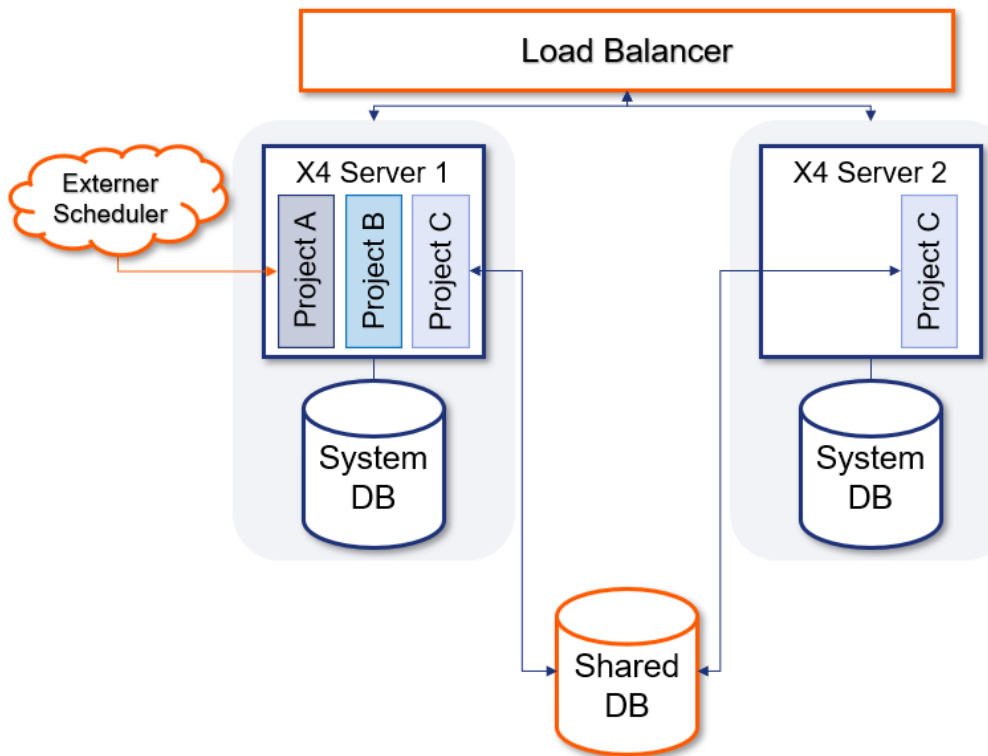 Load Balancer
Externer
Scheduler
X4 Server 1
Project A
Project B
Project C
System
DB
X4 Server 2
Project C
System
DB
Shared
DB